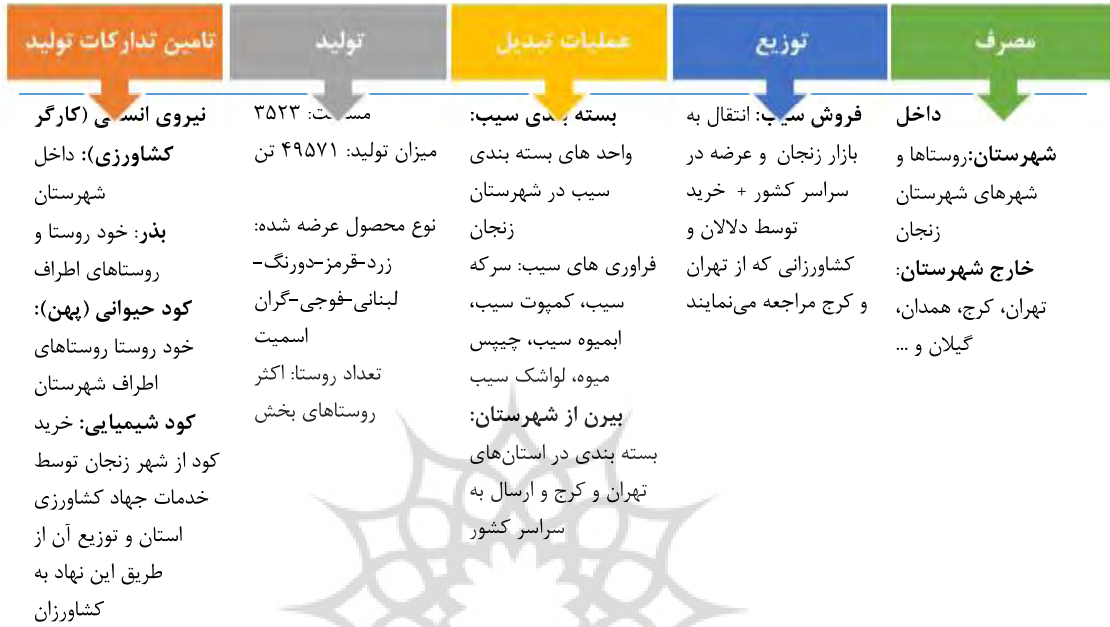 تامین تدارکات تولید
نیروی انسانی (کارگر
کشاورزی): داخل
شهرستان
بذر: خود روستا و
روستاهای اطراف
کود حیوانی (پهن):
خود روستا روستاهای
اطراف شهرستان
کود شیمیایی: خرید
کود از شهر زنجان توسط
خدمات جهاد کشاورزی
استان و توزیع آن از
طریق این نهاد به
کشاورزان
تولید
مساحت: ۳۵۲۳
میزان تولید: ۴۹۵۷۱ تن
نوع محصول عرضه شده:
زرد-قرمز-دورنگ-
لبنانی-فوجی-گران
اسمیت
تعداد روستا: اکثر
روستاهای بخش
عملیات تبدیل
بسته بندی سیب:
واحد های بسته بندی
سیب در شهرستان
زنجان
فراوری های سیب: سرکه
سیب، کمپوت سیب،
ابمیوه سیب، چیپس
میوه، لواشک سیب
بیرن از شهرستان:
بسته بندی در استان‌های
تهران و کرج و ارسال به
سراسر کشور
توزیع
فروش سیب: انتقال به
بازار زنجان و عرضه در
سراسر کشور + خرید
توسط دلالان و
کشاورزانی که از تهران
و کرج مراجعه می‌نمایند
مصرف
داخل
شهرستان:روستاها و
شهرهای شهرستان
زنجان
خارج شهرستان:
تهران، کرج، همدان،
گیلان و ...